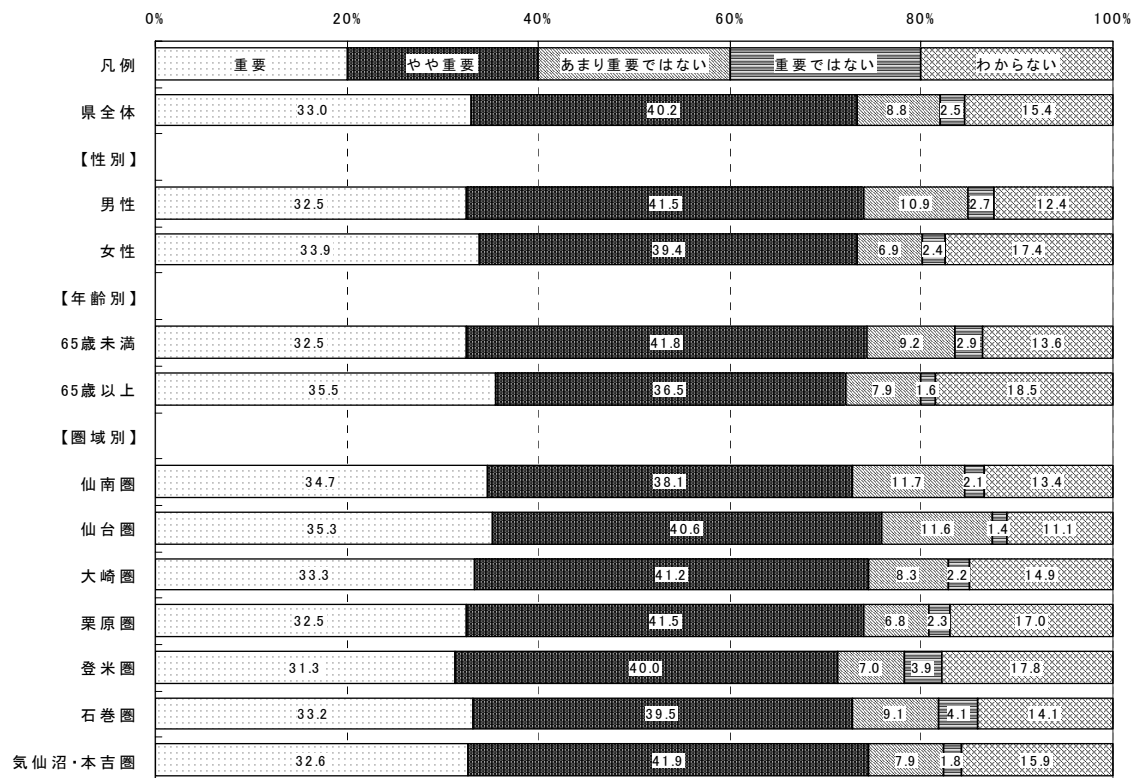 0% 20% 40% 60% 80% 100%
凡例 重要 やや重要 あまり重要ではない 重要ではない わからない
県全体 33.0 40.2 8.8 2.5 15.4
【性別】
男性 32.5 41.5 10.9 2.7 12.4
女性 33.9 39.4 6.9 2.4 17.4
【年齢別】
65歳未満 32.5 41.8 9.2 2.9 13.6
65歳以上 35.5 36.5 7.9 1.6 18.5
【圏域別】
仙南圏 34.7 38.1 11.7 2.1 13.4
仙台圏 35.3 40.6 11.6 1.4 11.1
大崎圏 33.3 41.2 8.3 2.2 14.9
栗原圏 32.5 41.5 6.8 2.3 17.0
登米圏 31.3 40.0 7.0 3.9 17.8
石巻圏 33.2 39.5 9.1 4.1 14.1
気仙沼・本吉圏 32.6 41.9 7.9 1.8 15.9